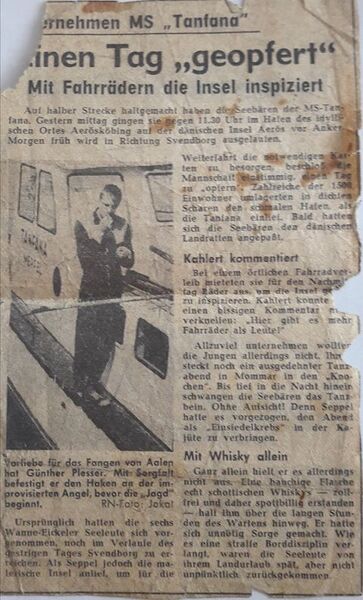 ernehmen MS „Tanfana"
inen Tag „geopfert"
Mit Fahrrädern die Insel inspiziert
Auf halber Strecke haltgemacht haben die Seebären der MS-Tan-
fana. Gestern mittag gingen sie gegen 11.30 Uhr im Hafen des idylli-
schen Ortes Aerösköbing auf der dänischen Insel Aerös vor Anker.
Morgen früh wird in Richtung Svendborg ausgelaufen.
TANFANA
Vorliebe für das Fangen von Aalen
hat Günther Plesser. Mit Sorgfalt
befestigt er den Haken an der im-
provisierten Angel, bevor die „Jagd"
beginnt. RN-Foto: Jokat
Ursprünglich hatten die sechs
Wanne-Eickeler Seeleute sich vor-
genommen, noch im Verlaufe des
gestrigen Tages Svendborg zu er-
reichen. Als Seppel jedoch die ma-
lerische Insel anlief, um für die
Weiterfahrt die notwendigen Kar-
ten zu besorgen, beschloß die
Mannschaft einstimmig, einen Tag
zu „opfern". Zahlreiche der 1500
Einwohner umlagerten in dichten
Scharen den schmalen Hafen, als
die Tanfana einlief. Bald hatten
sich die Seebären den dänischen
Landratten angepaßt.
Kahlert kommentiert
Bei einem örtlichen Fahrradver-
leih mieteten sie für den Nachmit-
tag Räder aus, um die Insel
zu inspizieren. Kahlert konnte
einen bissigen Kommentar
verkneifen: „Hier gibt es mehr
Fahrräder als Leute!"
Allzuviel unternehmen wollten
die Jungen allerdings nicht. Ihn
steckt noch ein ausgedehnter Tanz-
abend in Mommar in den „Kno-
chen". Bis tief in die Nacht hinein
schwangen die Seebären das Tanz-
bein. Ohne Aufsicht! Denn Seppel
hatte es vorgezogen, den Abend
als „Einsiedelkrebs" in der Ka-
jüte zu verbringen.
Mit Whisky allein
Ganz allein hielt er es allerdings
nicht aus. Eine bauchige Flasche
echt schottischen Whiskys — zoll-
frei und daher spottbillig erstanden
— half ihm über die langen Stun-
den des Wartens hinweg. Er hatte
sich unnötig Sorge gemacht. Wie
es eine straffe Borddisziplin ver-
langt, waren die Seeleute von
ihrem Landurlaub spät, aber nicht
unpünktlich zurückgekommen.